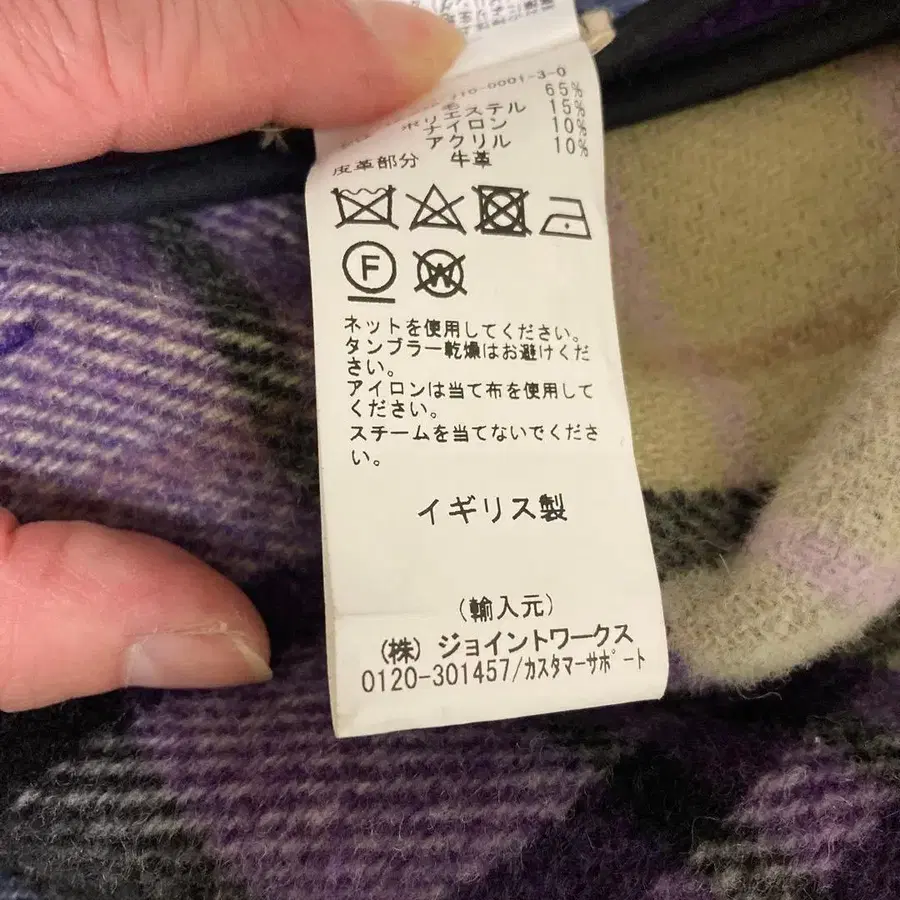 10-0001-3-0
65%
毛
ポリエステル 15%
ナイロン 10%
アクリル 10%
皮革部分 牛革
F W
ネットを使用してください。
タンブラー乾燥はお避けくだ
さい。
アイロンは当て布を使用して
ください。
スチームを当てないでくださ
い。
イギリス製
(輸入元)
(株) ジョイントワークス
0120-301457/カスタマーサポート